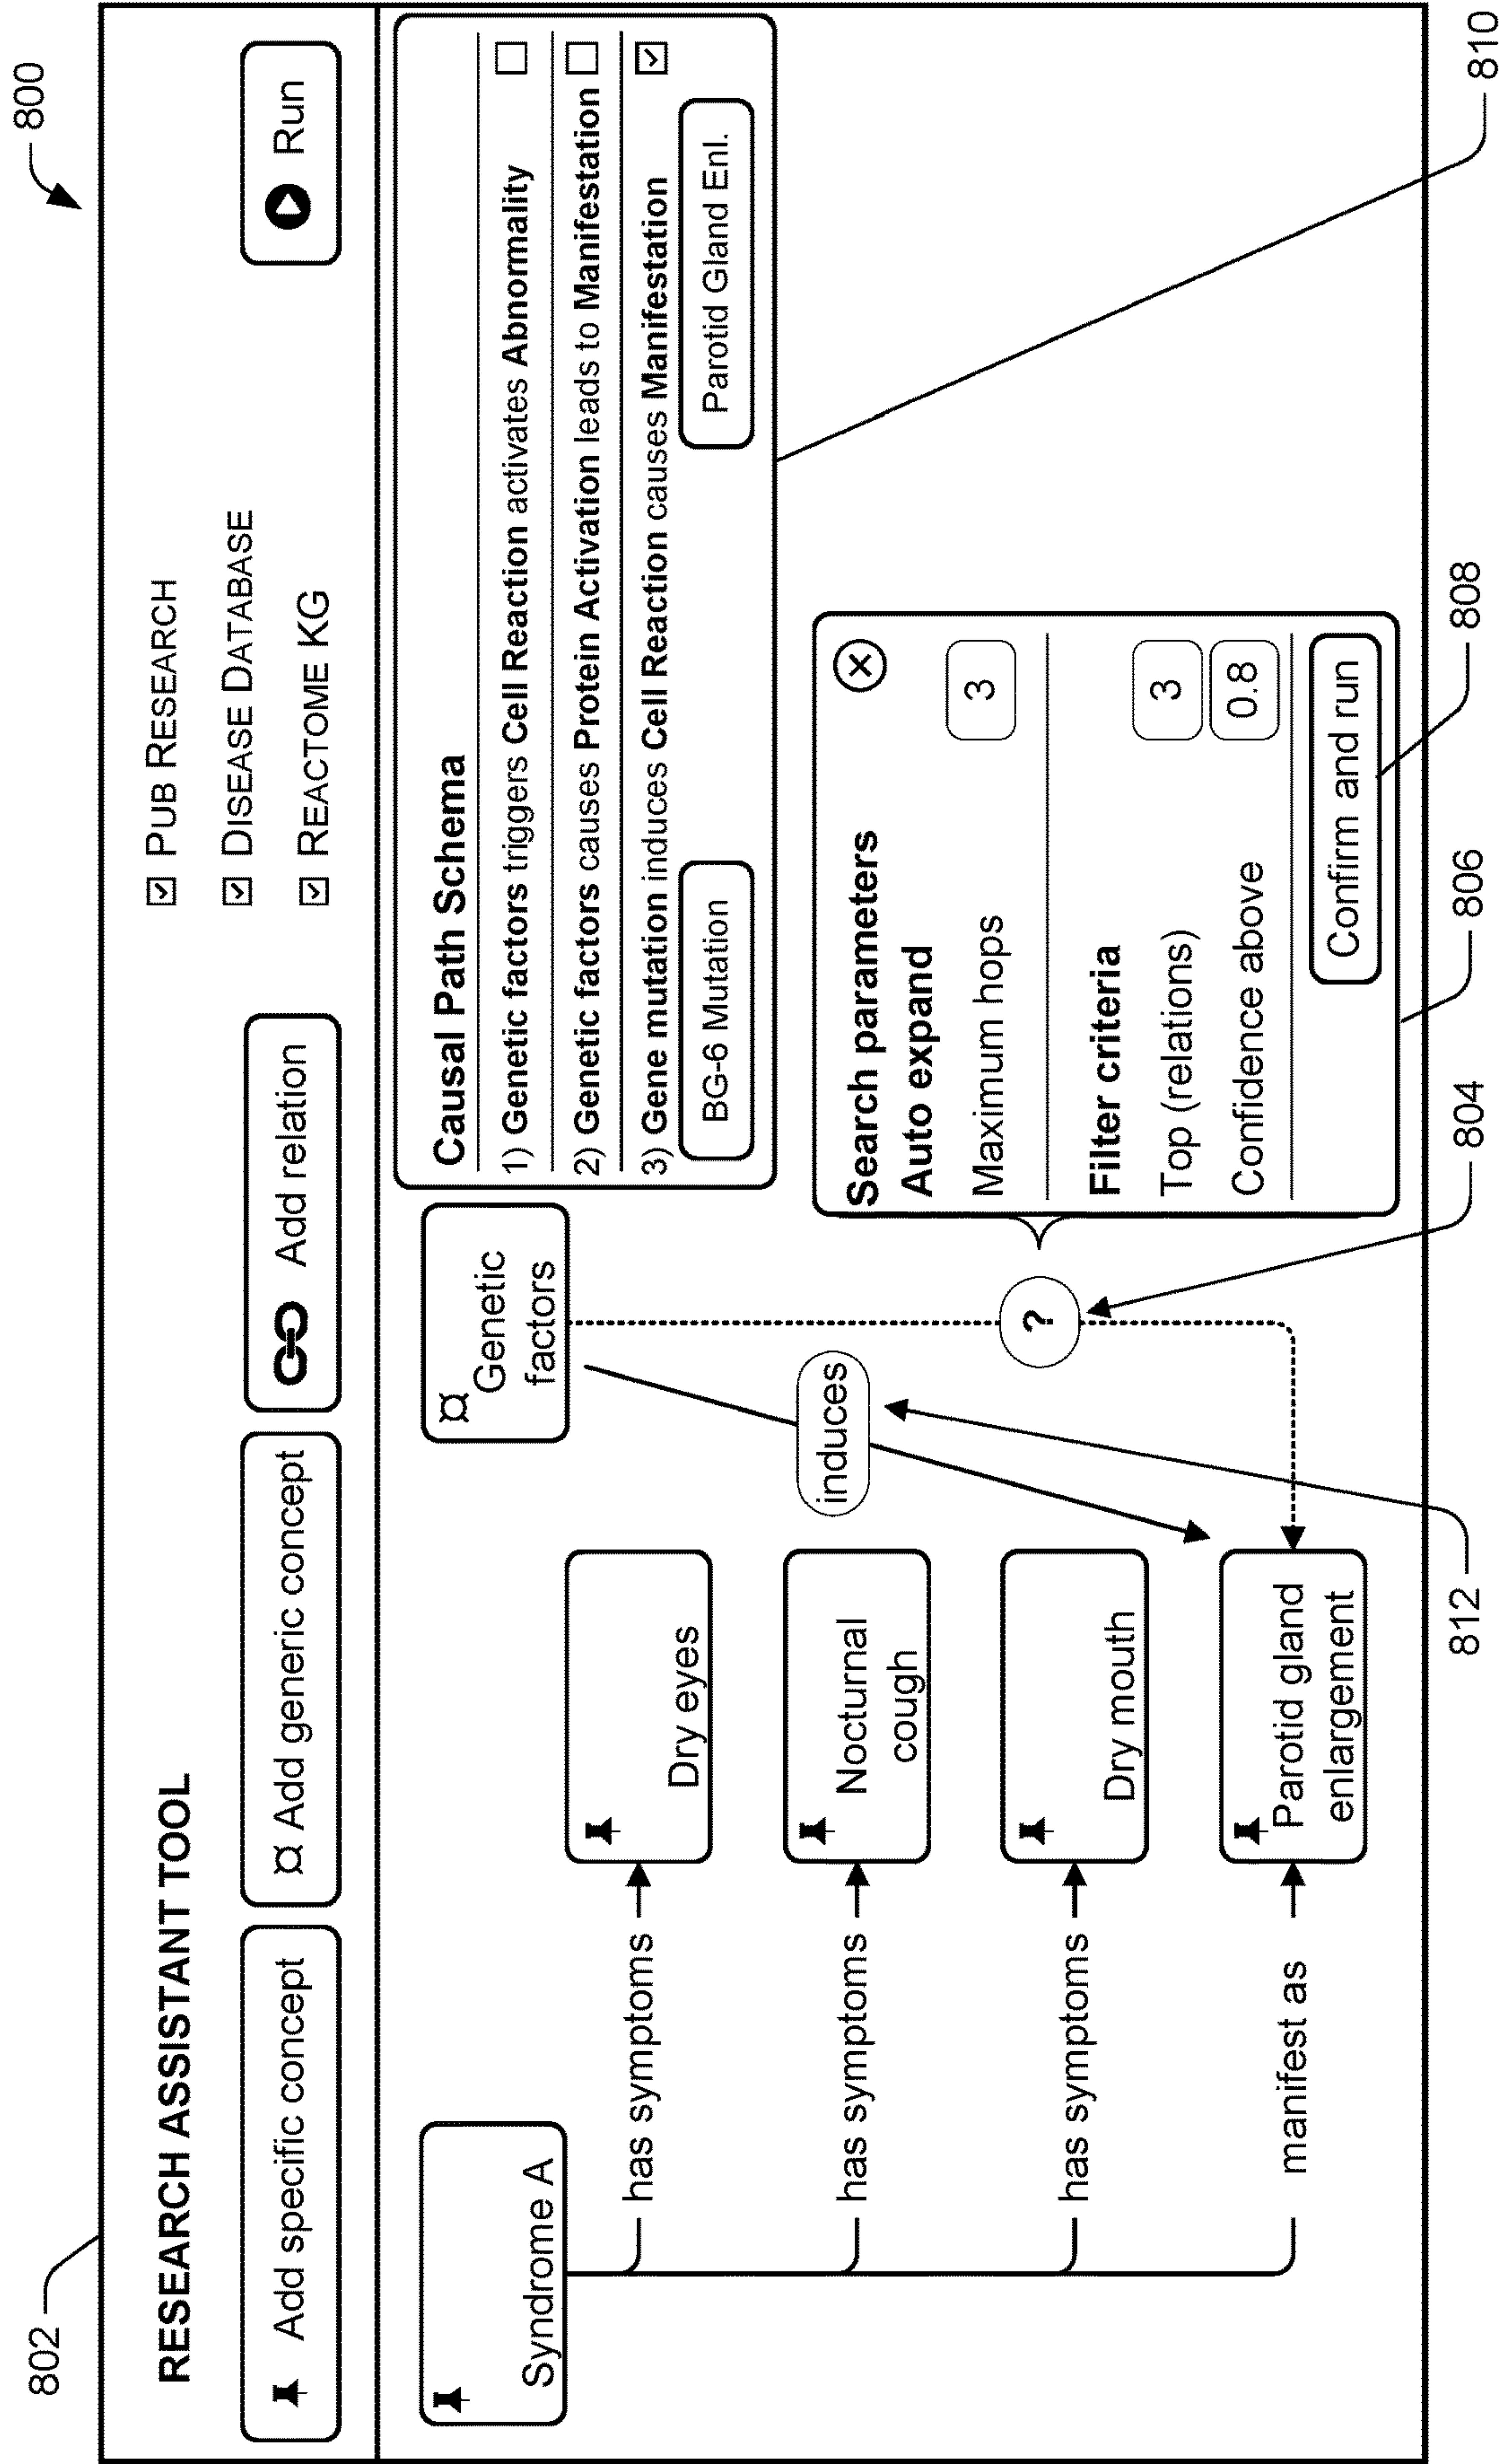 800
802
RESEARCH ASSISTANT TOOL
PUB RESEARCH
DISEASE DATABASE
REACTOME KG
Add specific concept
¤ Add generic concept
Add relation
Run
Syndrome A
has symptoms
has symptoms
has symptoms
manifest as
Dry eyes
Nocturnal
cough
Dry mouth
Parotid gland
enlargement
¤
Genetic
factors
induces
?
Causal Path Schema
1) Genetic factors triggers Cell Reaction activates Abnormality
2) Genetic factors causes Protein Activation leads to Manifestation
3) Gene mutation induces Cell Reaction causes Manifestation
BG-6 Mutation
Parotid Gland Enl.
Search parameters
Auto expand
Maximum hops 3
Filter criteria
Top (relations) 3
Confidence above 0.8
Confirm and run
812
804
806
808
810